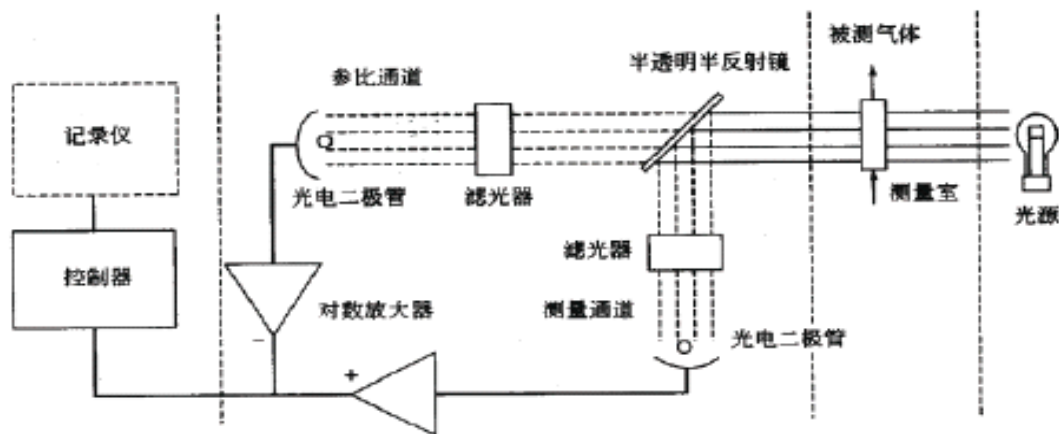 被测气体
半透明半反射镜
参比通道
记录仪
光电二极管
滤光器
测量室
光源
滤光器
控制器
对数放大器
测量通道
光电二极管
−
+